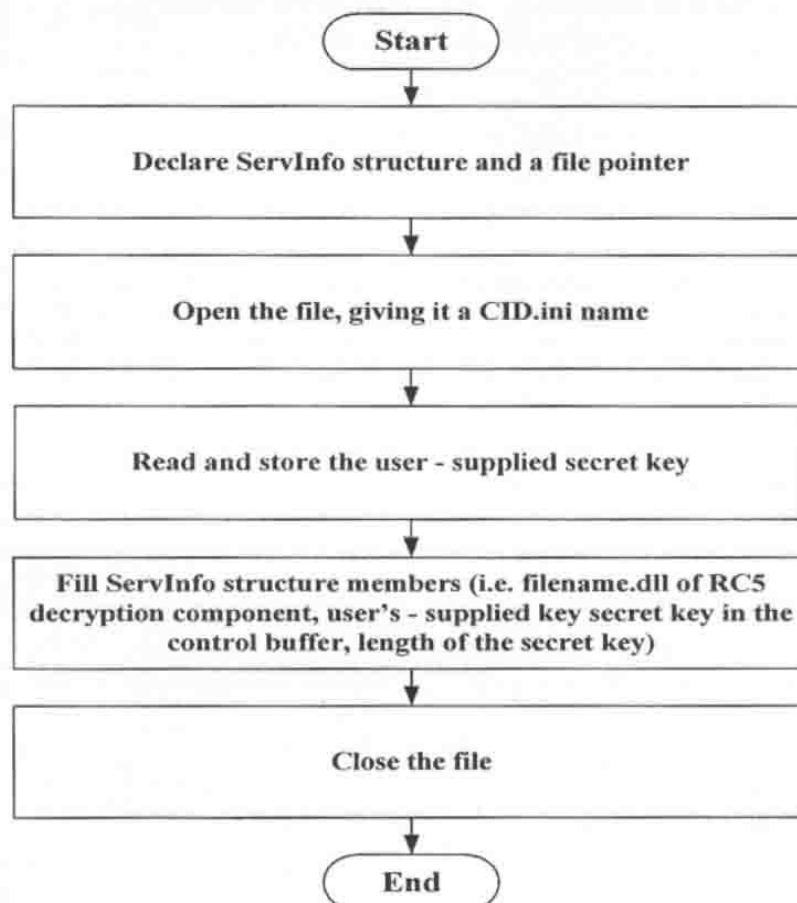 Start
Declare ServInfo structure and a file pointer
Open the file, giving it a CID.ini name
Read and store the user - supplied secret key
Fill ServInfo structure members (i.e. filename.dll of RC5
decryption component, user's - supplied key secret key in the
control buffer, length of the secret key)
Close the file
End